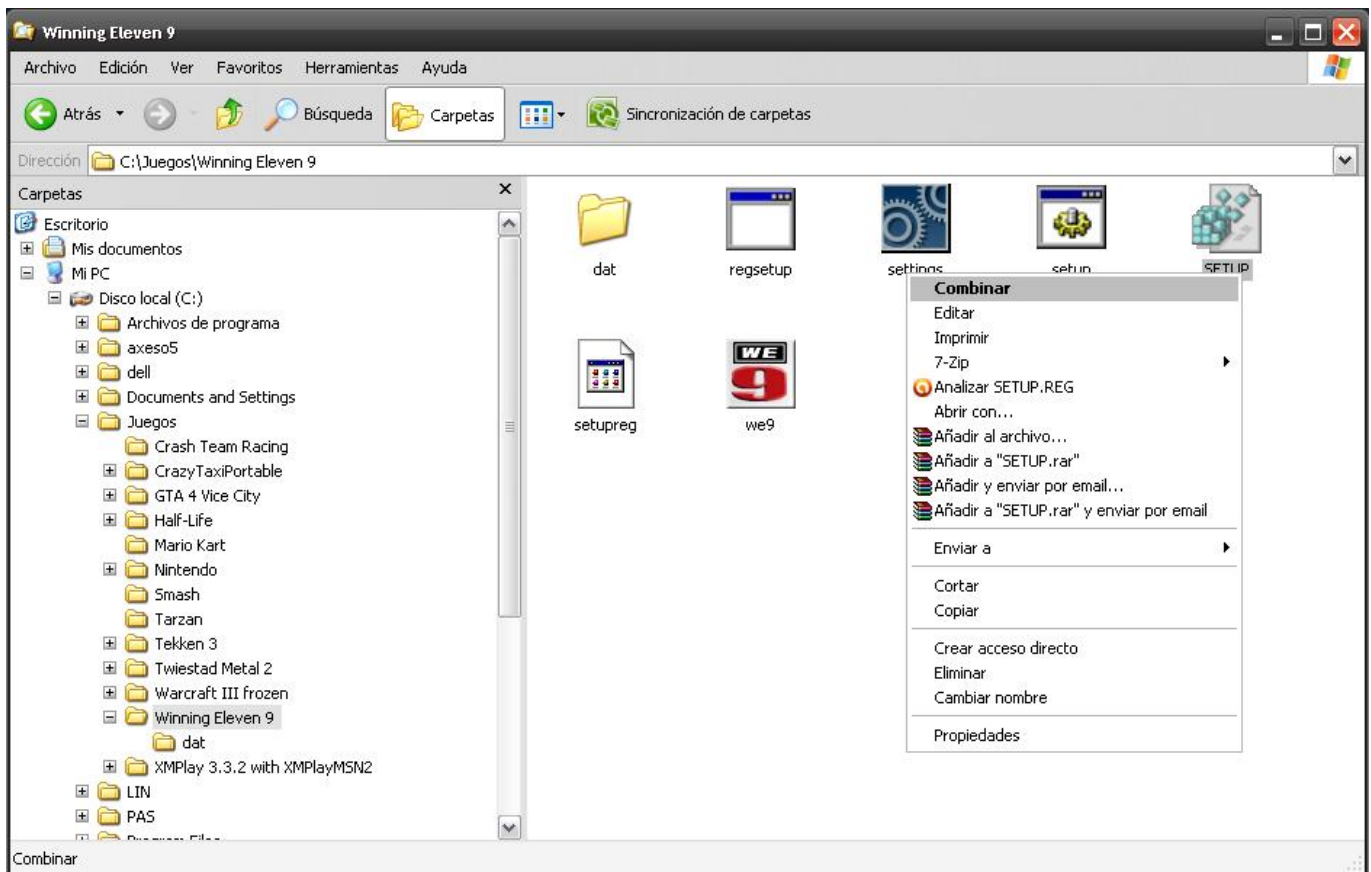 Winning Eleven 9
Archivo Edición Ver Favoritos Herramientas Ayuda
Atrás Búsqueda Carpetas Sincronización de carpetas
Dirección C:\Juegos\Winning Eleven 9
Carpetas
Escritorio
Mis documentos
Mi PC
Disco local (C:)
Archivos de programa
axeso5
dell
Documents and Settings
Juegos
Crash Team Racing
CrazyTaxiPortable
GTA 4 Vice City
Half-Life
Mario Kart
Nintendo
Smash
Tarzan
Tekken 3
Twiestad Metal 2
Warcraft III frozen
Winning Eleven 9
dat
XMPlay 3.3.2 with XMPlayMSN2
LIN
PAS
Program Files
dat regsetup settings setup SETUP
WE
9
setupreg we9
Combinar
Editar
Imprimir
7-Zip
Analizar SETUP.REG
Abrir con...
Añadir al archivo...
Añadir a "SETUP.rar"
Añadir y enviar por email...
Añadir a "SETUP.rar" y enviar por email
Enviar a
Cortar
Copiar
Crear acceso directo
Eliminar
Cambiar nombre
Propiedades
Combinar